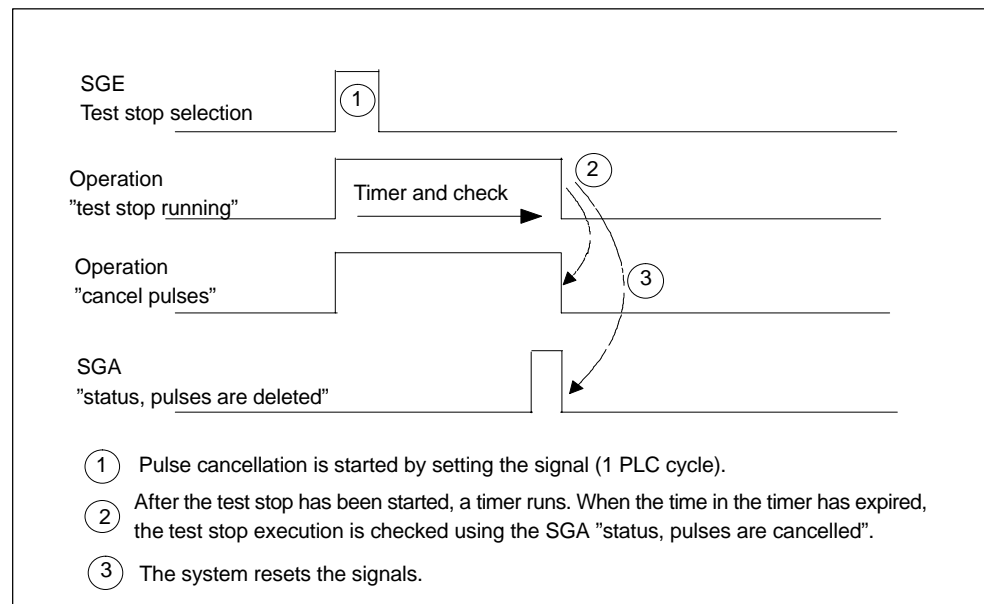 SGE
Test stop selection
1
Operation
”test stop running”
Timer and check
2
Operation
”cancel pulses”
3
SGA
”status, pulses are deleted”
1 Pulse cancellation is started by setting the signal (1 PLC cycle).
2 After the test stop has been started, a timer runs. When the time in the timer has expired,
the test stop execution is checked using the SGA ”status, pulses are cancelled”.
3 The system resets the signals.